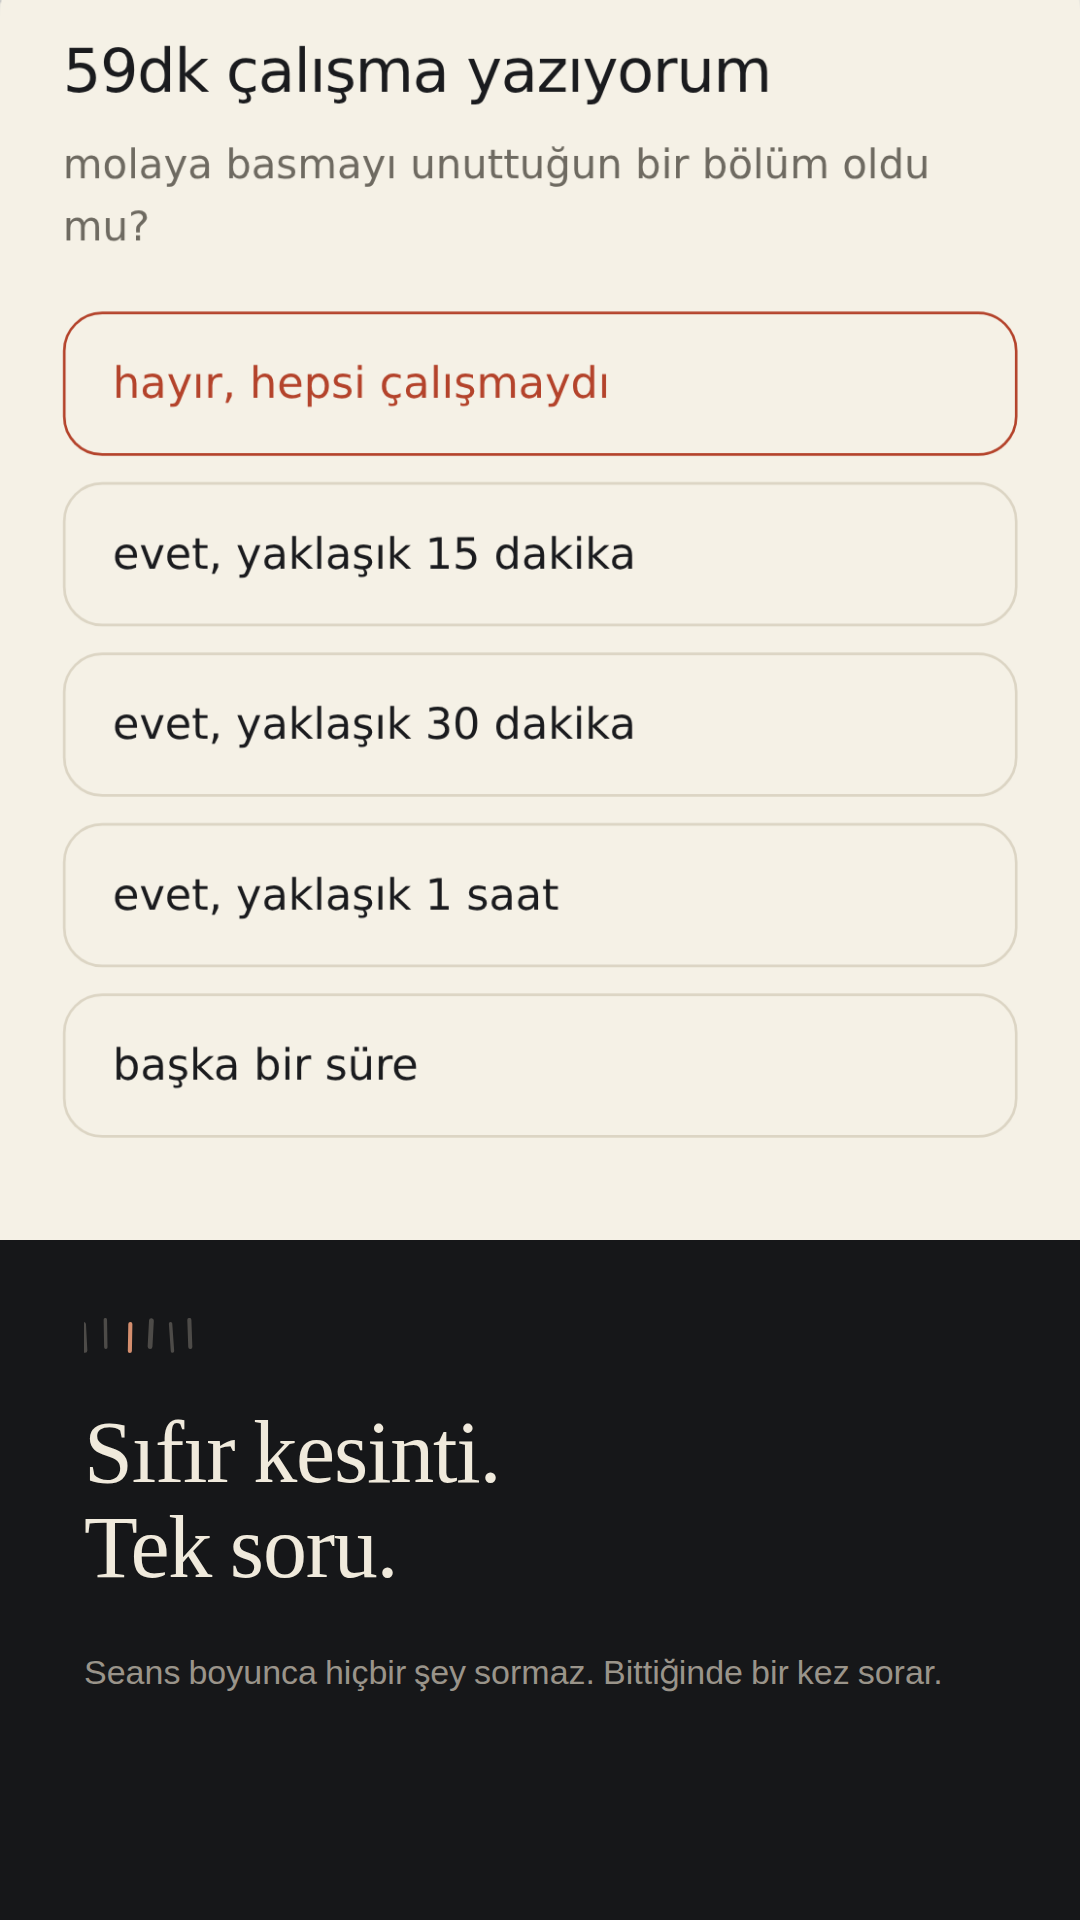 59dk çalışma yazıyorum
molaya basmayı unuttuğun bir bölüm oldu
mu?
hayır, hepsi çalışmaydı
evet, yaklaşık 15 dakika
evet, yaklaşık 30 dakika
evet, yaklaşık 1 saat
başka bir süre
Sıfır kesinti.
Tek soru.
Seans boyunca hiçbir şey sormaz. Bittiğinde bir kez sorar.